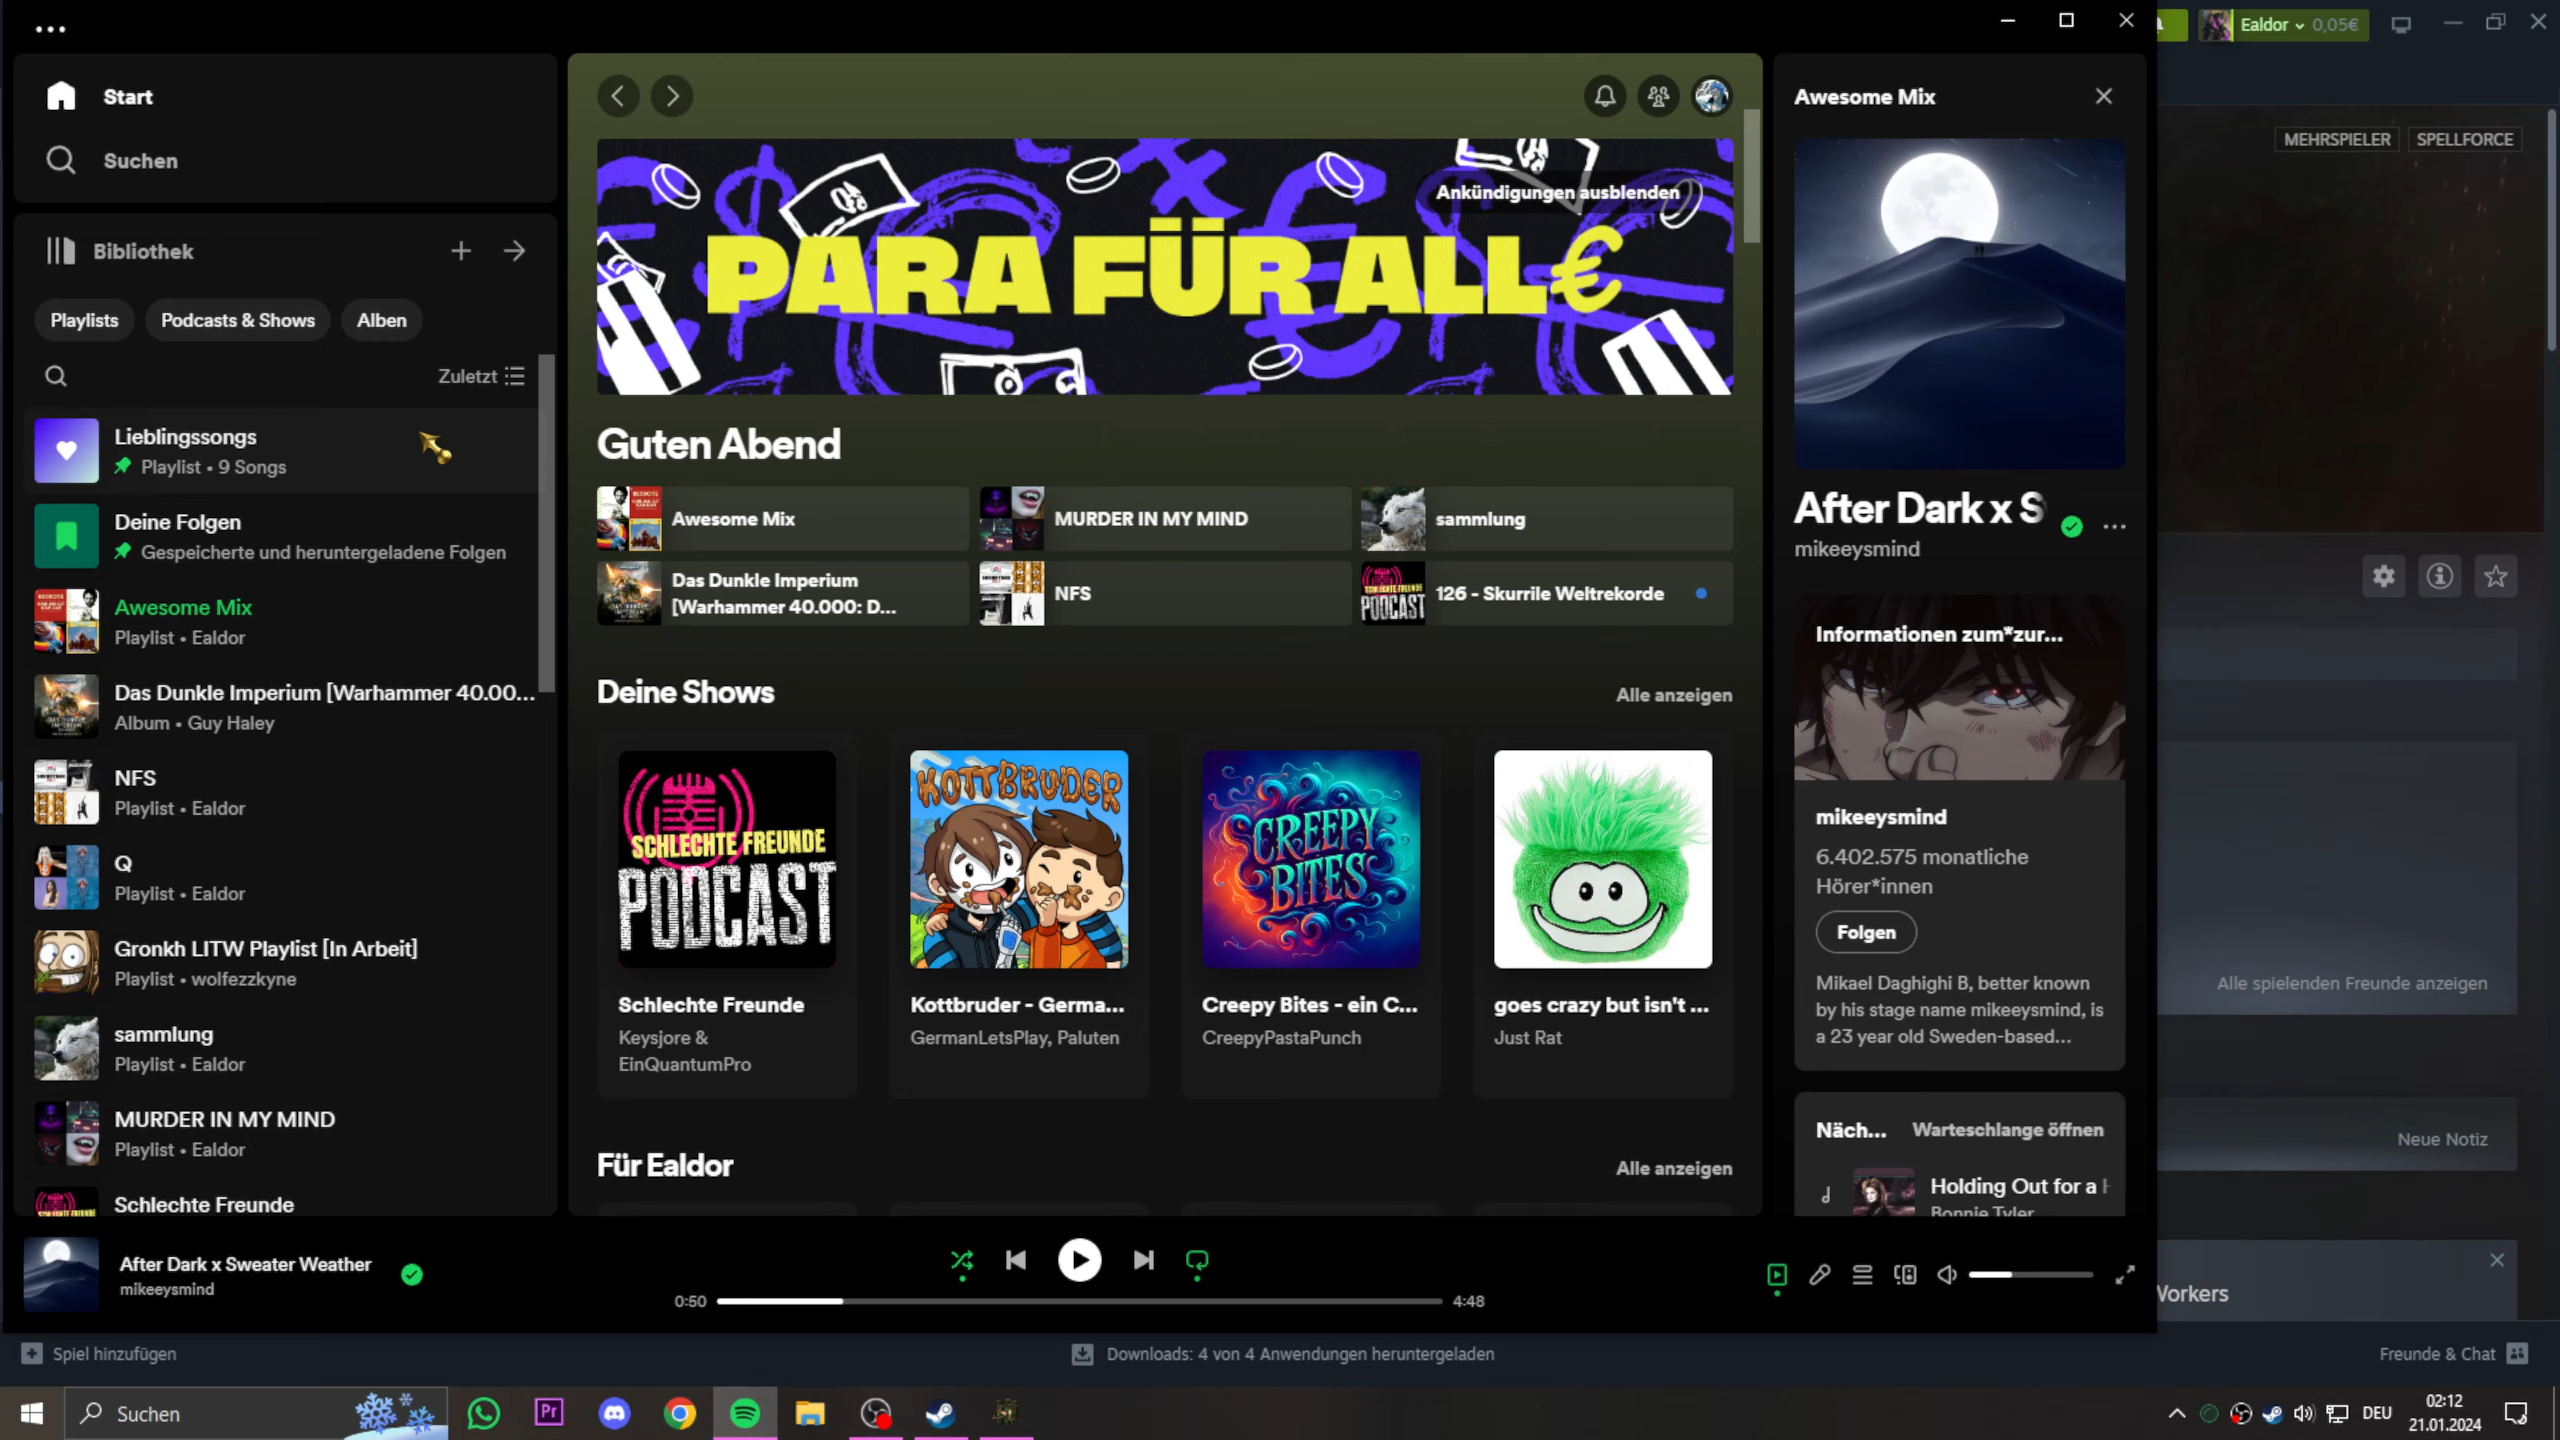 Ealdor 0,05€
Start
Suchen
Bibliothek
Playlists
Podcasts & Shows
Alben
Zuletzt
Lieblingssongs
Playlist • 9 Songs
Deine Folgen
Gespeicherte und heruntergeladene Folgen
Awesome Mix
Playlist • Ealdor
Das Dunkle Imperium [Warhammer 40.00...
Album • Guy Haley
NFS
Playlist • Ealdor
Q
Playlist • Ealdor
Gronkh LITW Playlist [In Arbeit]
Playlist • wolfezzkyne
sammlung
Playlist • Ealdor
MURDER IN MY MIND
Playlist • Ealdor
Schlechte Freunde
Ankündigungen ausblenden
PARA FÜR ALL€
Guten Abend
Awesome Mix
MURDER IN MY MIND
sammlung
Das Dunkle Imperium
[Warhammer 40.000: D...
NFS
PODCAST
126 - Skurrile Weltrekorde
Deine Shows
Alle anzeigen
SCHLECHTE FREUNDE
PODCAST
KOTTBRUDER
CREEPY
BITES
Schlechte Freunde
Keysjore &
EinQuantumPro
Kottbruder - Germa...
GermanLetsPlay, Paluten
Creepy Bites - ein C...
CreepyPastaPunch
goes crazy but isn't ...
Just Rat
Für Ealdor
Alle anzeigen
Awesome Mix
After Dark x S
mikeeysmind
Informationen zum*zur...
mikeeysmind
6.402.575 monatliche
Hörer*innen
Folgen
Mikael Daghighi B, better known
by his stage name mikeeysmind, is
a 23 year old Sweden-based...
Näch...
Warteschlange öffnen
Holding Out for a H
Bonnie Tyler
MEHRSPIELER
SPELLFORCE
Alle spielenden Freunde anzeigen
Neue Notiz
Workers
After Dark x Sweater Weather
mikeeysmind
0:50
4:48
Spiel hinzufügen
Downloads: 4 von 4 Anwendungen heruntergeladen
Freunde & Chat
Suchen
Pr
DEU
02:12
21.01.2024